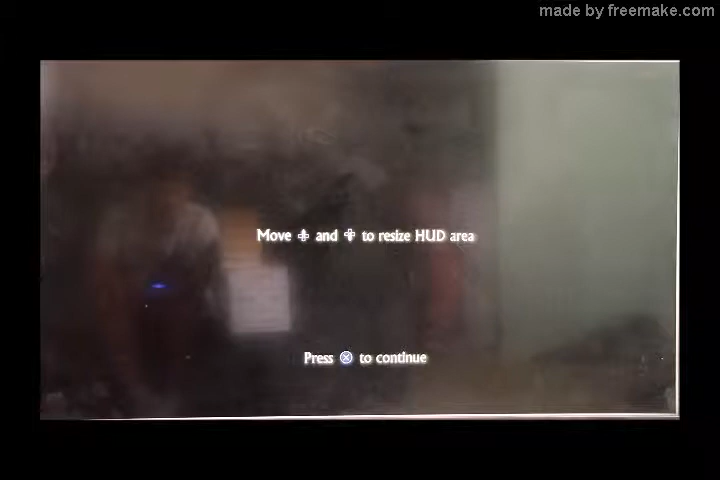 made by freemake.com
Move and to resize HUD area
Press ⊗ to continue